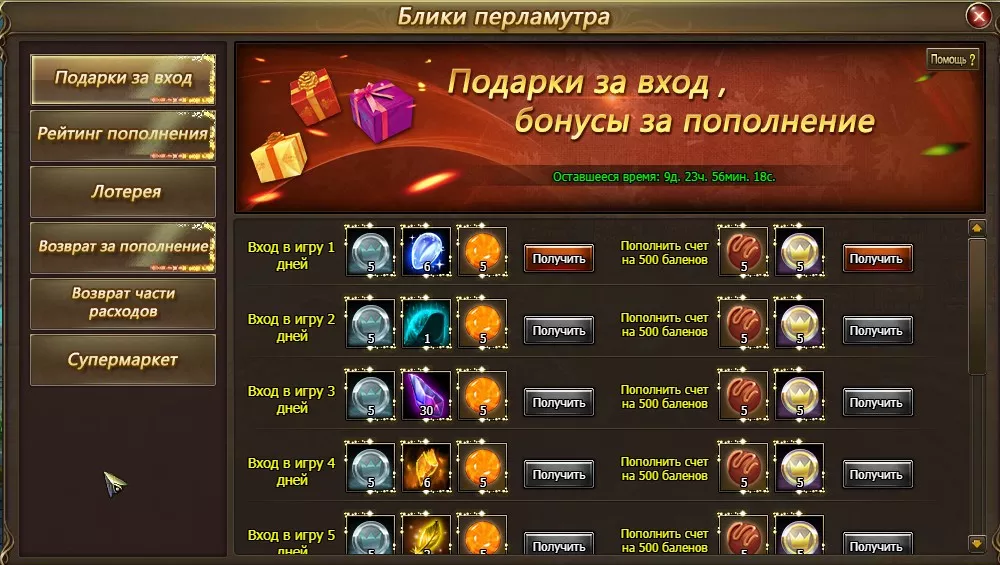 Блики перламутра
Подарки за вход
Рейтинг пополнения
Лотерея
Возврат за пополнение
Возврат части
расходов
Супермаркет
Помощь ?
Подарки за вход ,
бонусы за пополнение
Оставшееся время: 9д. 23ч. 56мин. 18с.
Вход в игру 1
дней
5
6
5
Получить
Пополнить счет
на 500 баленов
5
5
Получить
Вход в игру 2
дней
5
1
5
Получить
Пополнить счет
на 500 баленов
5
5
Получить
Вход в игру 3
дней
5
30
5
Получить
Пополнить счет
на 500 баленов
5
5
Получить
Вход в игру 4
дней
5
6
5
Получить
Пополнить счет
на 500 баленов
5
5
Получить
Вход в игру 5
дней
5
5
Получить
Пополнить счет
на 500 баленов
5
5
Получить